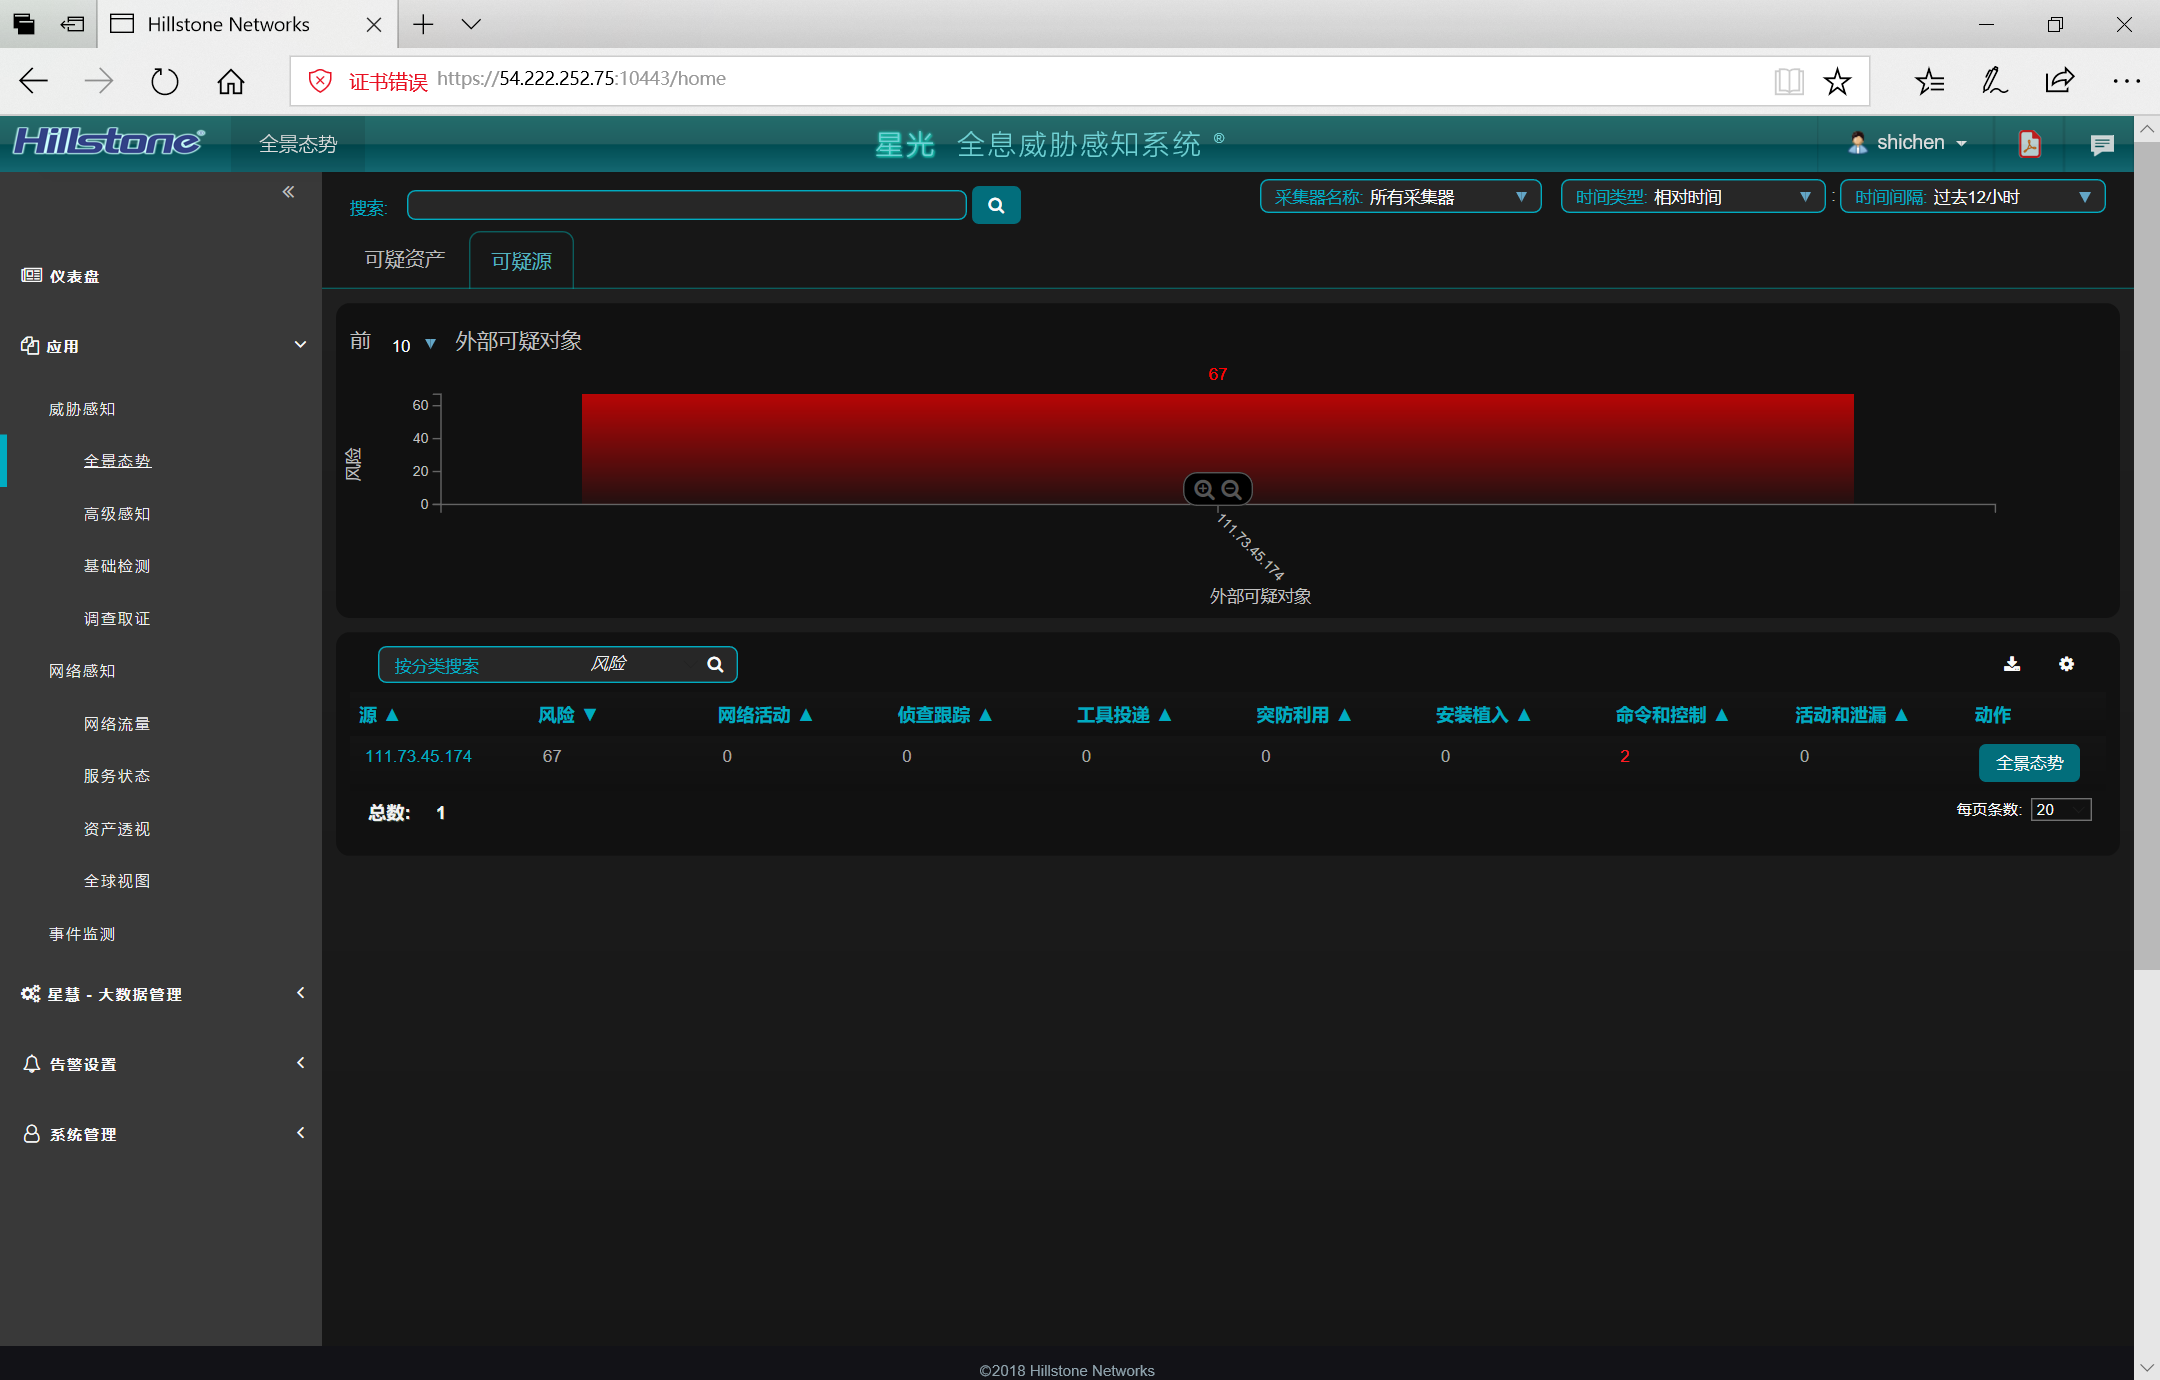 Hillstone Networks
证书错误 https://54.222.252.75:10443/home
Hillstone® 全景态势 星光 全息威胁感知系统 ® shichen
搜索: 采集器名称: 所有采集器 时间类型: 相对时间 : 时间间隔: 过去12小时
可疑资产 可疑源
仪表盘
应用
威胁感知
全景态势
高级感知
基础检测
调查取证
网络感知
网络流量
服务状态
资产透视
全球视图
事件监测
星慧 - 大数据管理
告警设置
系统管理
前 10 外部可疑对象
67
60
40
20
0
风险
111.73.45.174
外部可疑对象
按分类搜索 风险
源 风险 网络活动 侦查跟踪 工具投递 突防利用 安装植入 命令和控制 活动和泄漏 动作
111.73.45.174 67 0 0 0 0 0 2 0 全景态势
总数: 1 每页条数: 20
©2018 Hillstone Networks